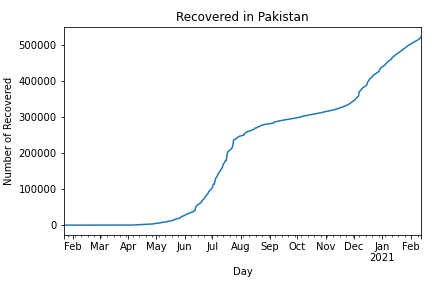 Recovered in Pakistan
Number of Recovered
500000
400000
300000
200000
100000
0
Feb Mar Apr May Jun Jul Aug Sep Oct Nov Dec Jan Feb
2021
Day